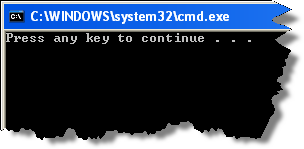 C:\WINDOWS\system32\cmd.exe
Press any key to continue . . .